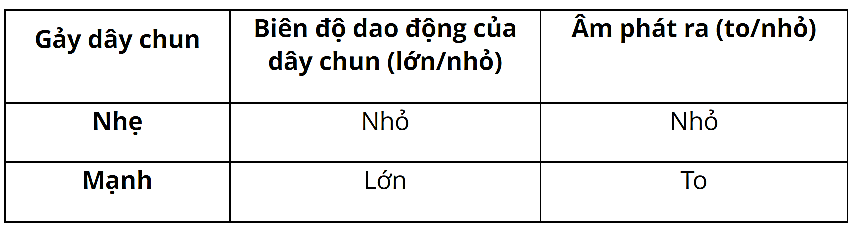 Gảy dây chun
Biên độ dao động của
dây chun (lớn/nhỏ)
Âm phát ra (to/nhỏ)
Nhẹ
Nhỏ
Nhỏ
Mạnh
Lớn
To